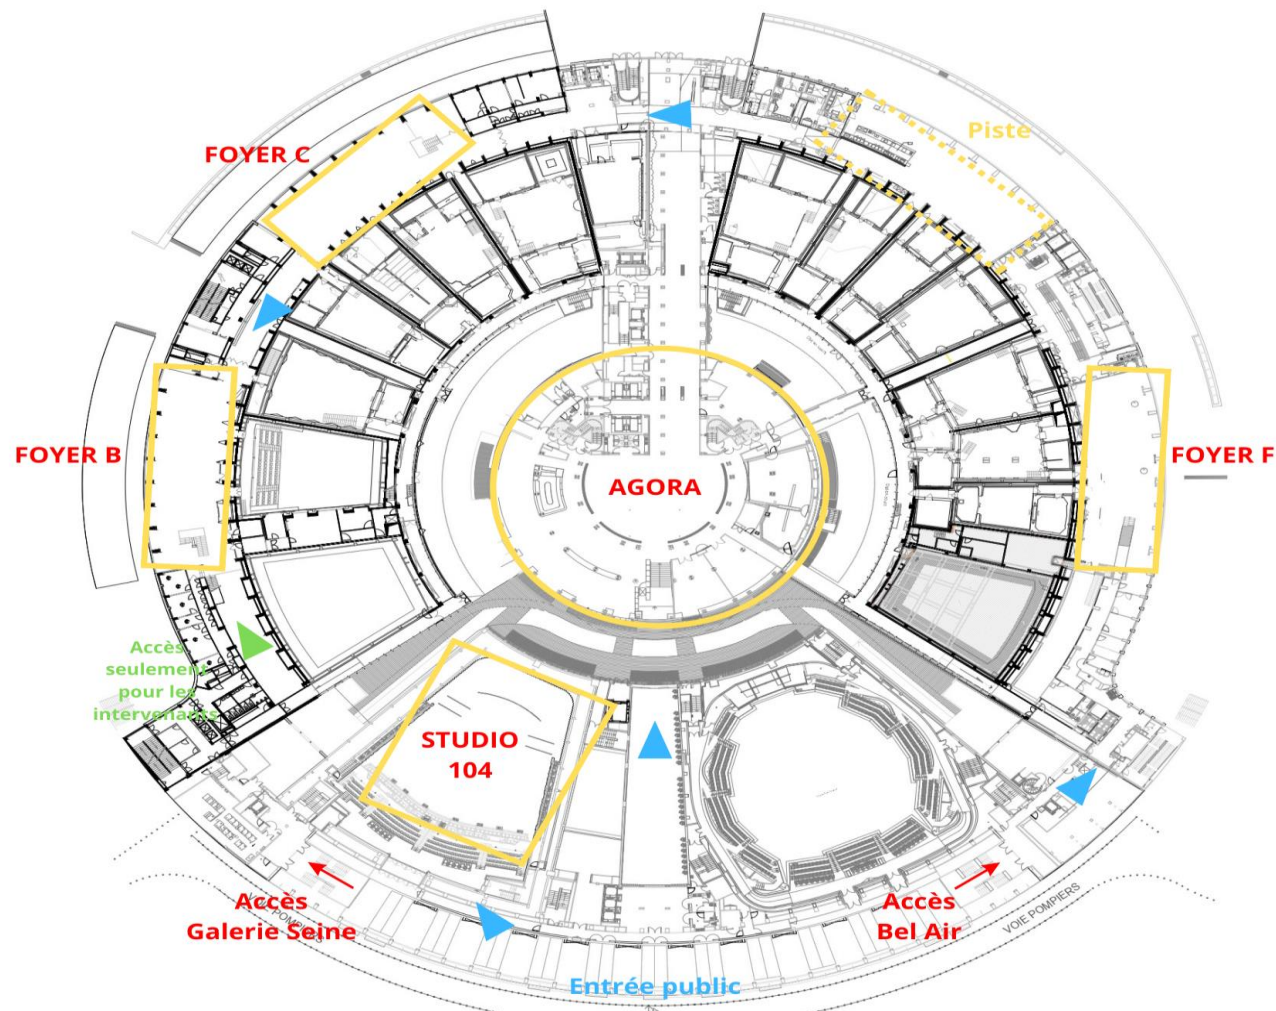 Piste
FOYER C
FOYER B
FOYER F
AGORA
Accès
seulement
pour les
intervenants
STUDIO
104
Accès
Galerie Seine
POMPIERS
Accès
Bel Air
VOIE POMPIERS
Entrée public